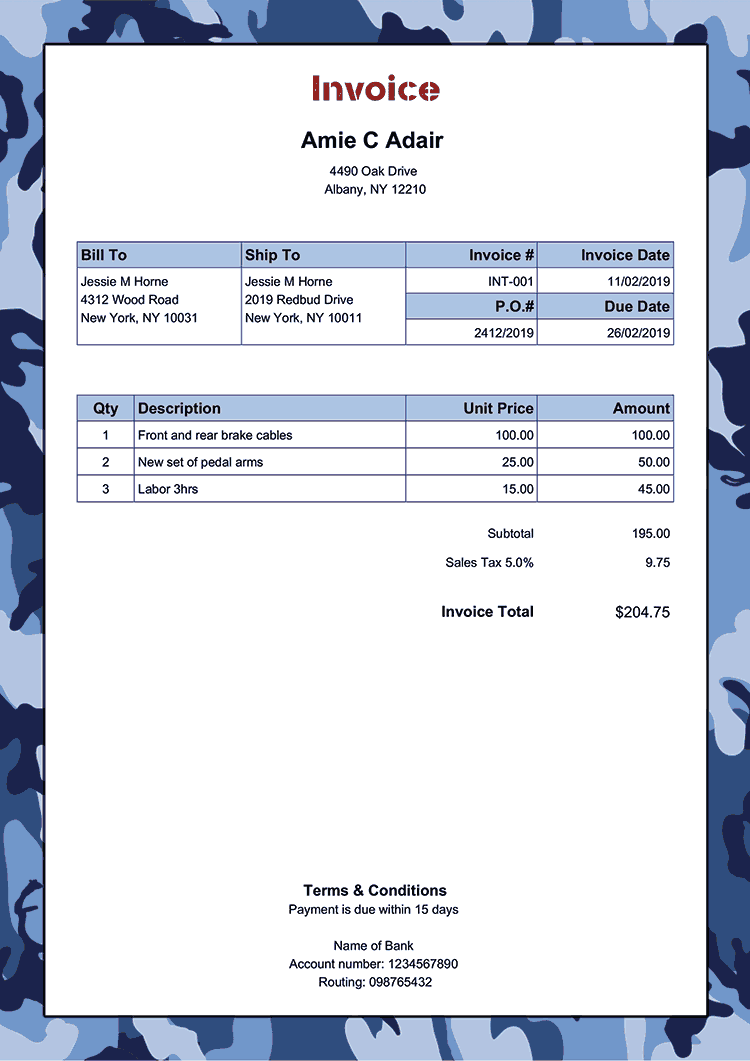 Invoice
Amie C Adair
4490 Oak Drive
Albany, NY 12210
Bill To Ship To Invoice # Invoice Date
Jessie M Horne Jessie M Horne INT-001 11/02/2019
4312 Wood Road 2019 Redbud Drive P.O.# Due Date
New York, NY 10031 New York, NY 10011 2412/2019 26/02/2019
Qty Description Unit Price Amount
1 Front and rear brake cables 100.00 100.00
2 New set of pedal arms 25.00 50.00
3 Labor 3hrs 15.00 45.00
Subtotal 195.00
Sales Tax 5.0% 9.75
Invoice Total $204.75
Terms & Conditions
Payment is due within 15 days
Name of Bank
Account number: 1234567890
Routing: 098765432